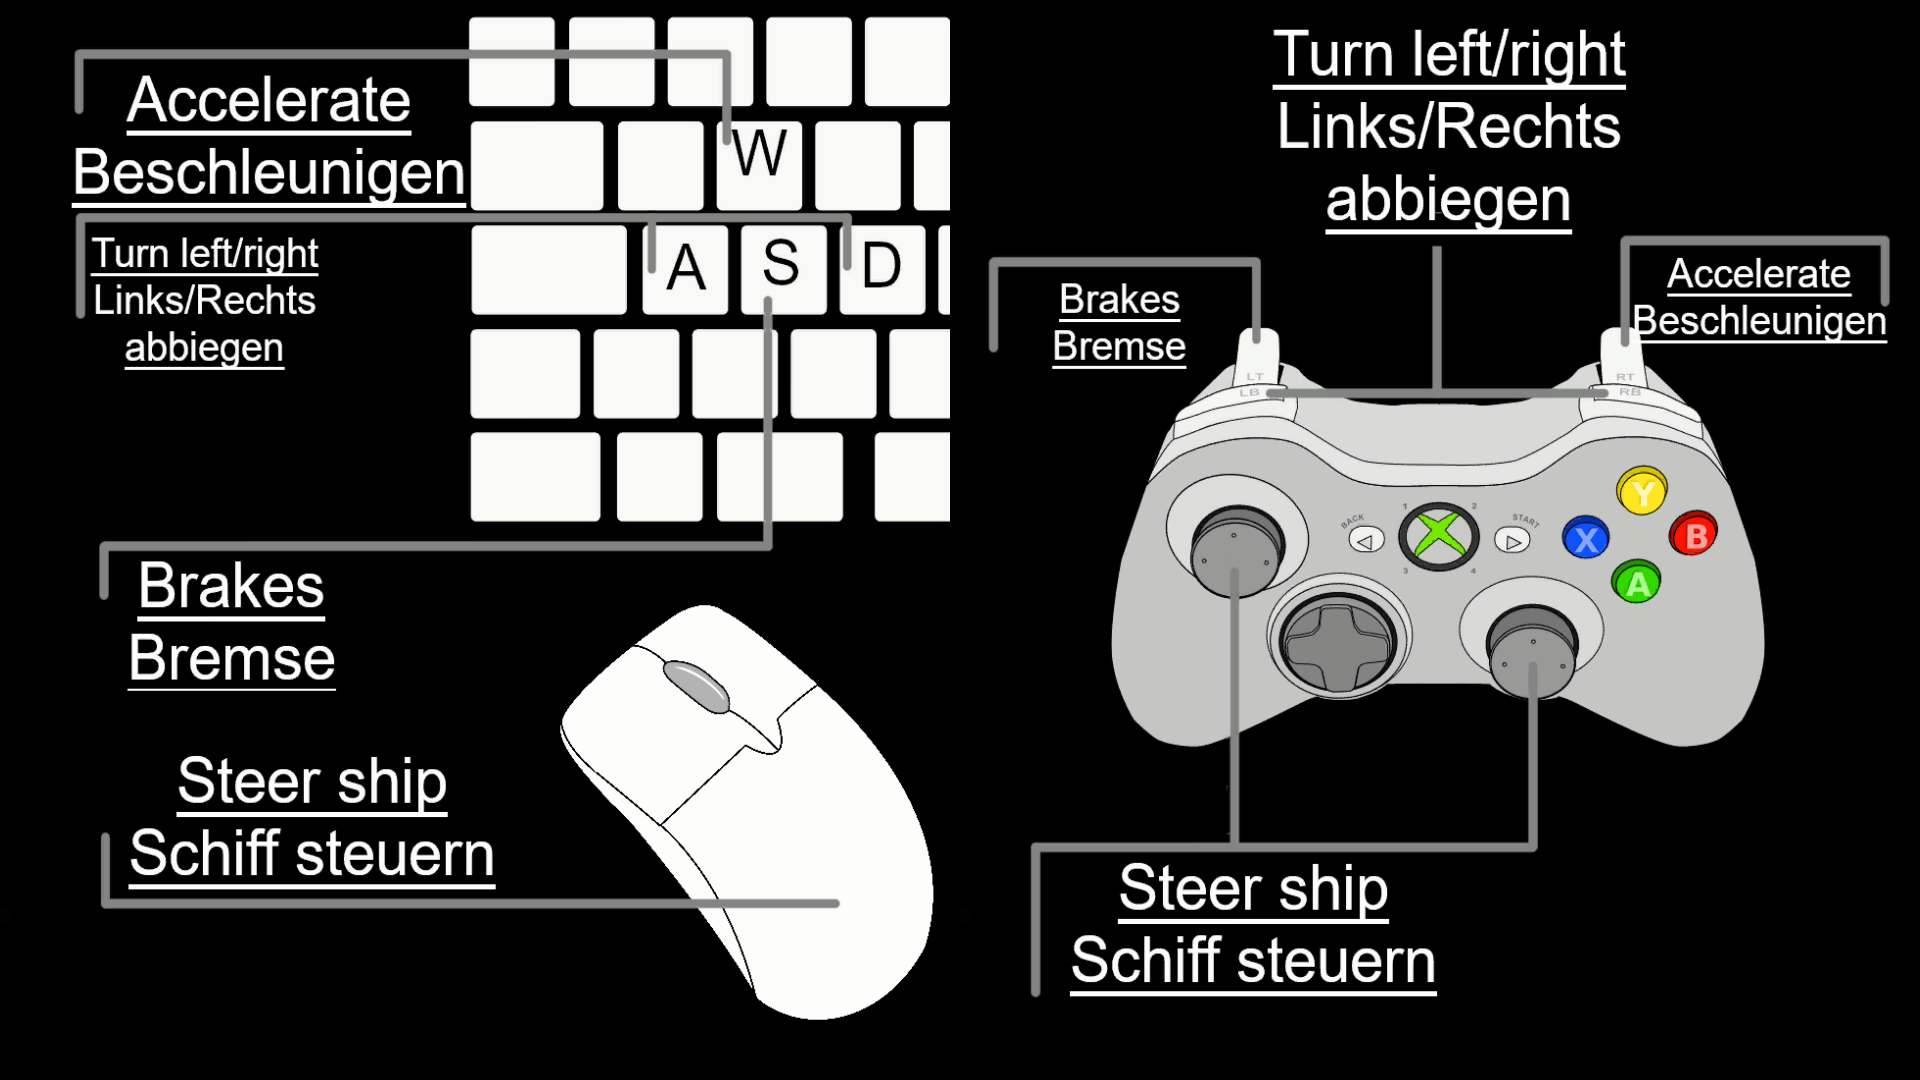 Accelerate
Beschleunigen
W
Turn left/right
Links/Rechts
abbiegen
A S D
Brakes
Bremse
Steer ship
Schiff steuern
Turn left/right
Links/Rechts
abbiegen
Brakes
Bremse
Accelerate
Beschleunigen
LT
LB
RT
RB
BACK
START
1
2
3
4
Y
X
B
A
Steer ship
Schiff steuern